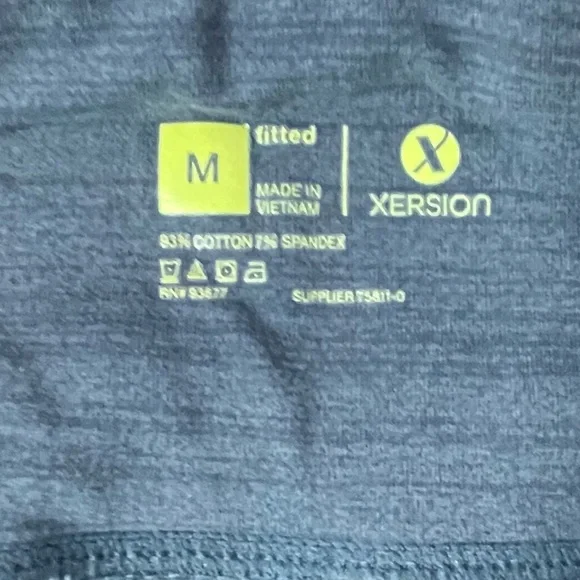 M
fitted
MADE IN
VIETNAM
X
XERSION
93% COTTON 7% SPANDEX
RN# 93677
SUPPLIER 75811-0